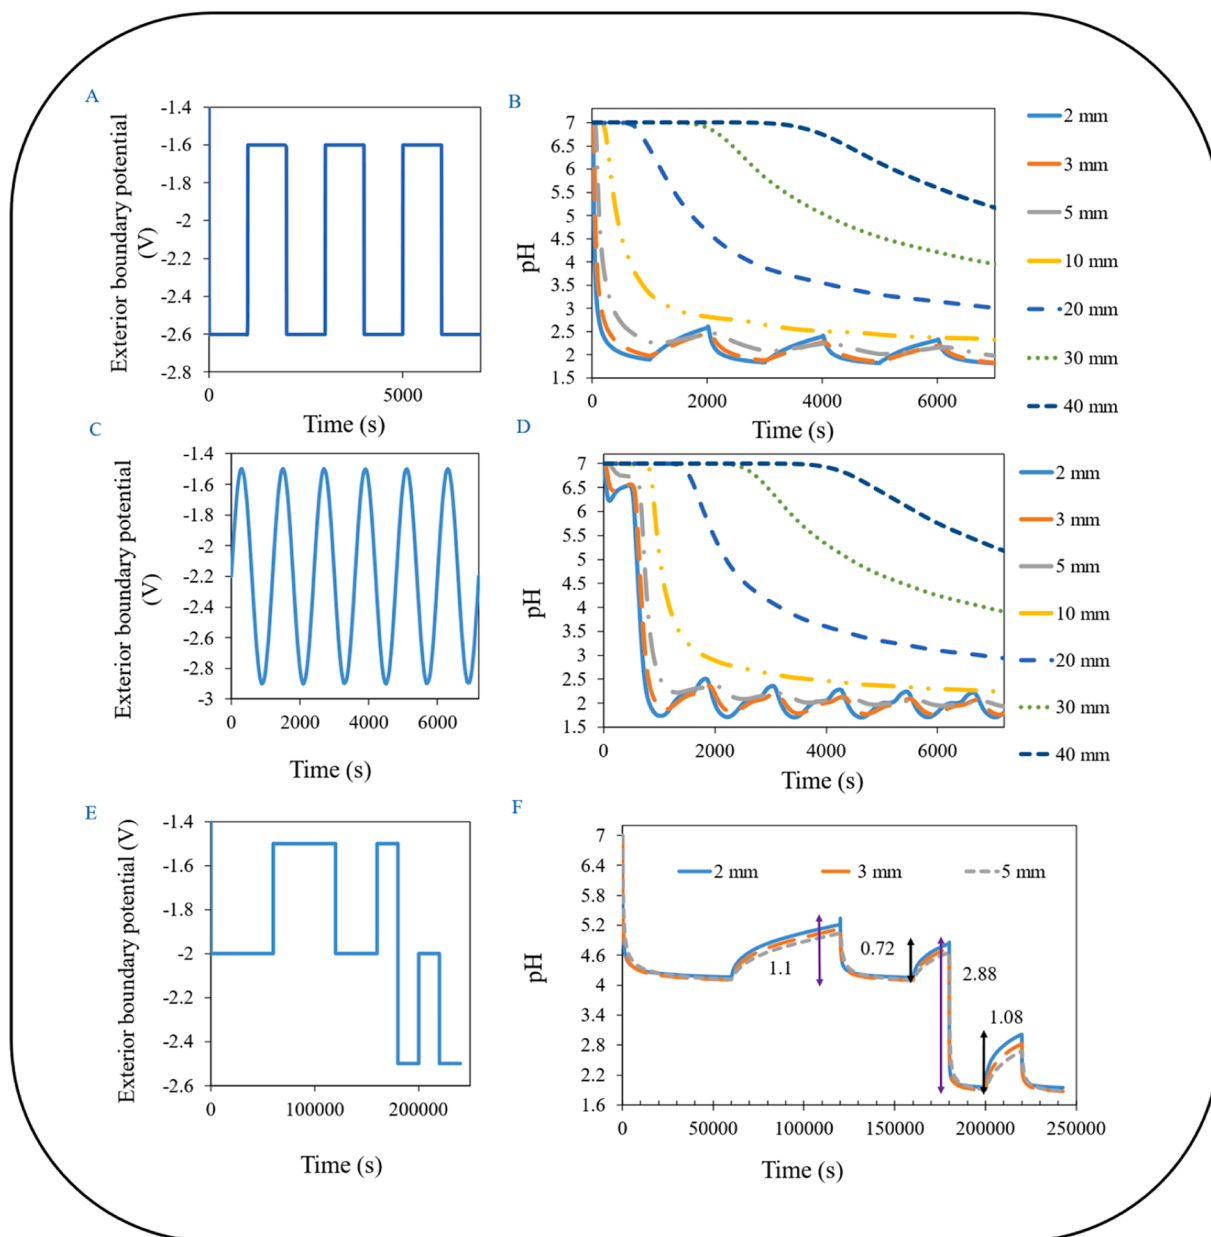 A
Exterior boundary potential
(V)
-1.4
-1.6
-1.8
-2
-2.2
-2.4
-2.6
-2.8
0
5000
Time (s)
B
pH
7
6.5
6
5.5
5
4.5
4
3.5
3
2.5
2
1.5
0
2000
4000
6000
Time (s)
2 mm
3 mm
5 mm
10 mm
20 mm
30 mm
40 mm
C
Exterior boundary potential
(V)
-1.4
-1.6
-1.8
-2
-2.2
-2.4
-2.6
-2.8
-3
0
2000
4000
6000
Time (s)
D
pH
7
6.5
6
5.5
5
4.5
4
3.5
3
2.5
2
1.5
0
2000
4000
6000
Time (s)
2 mm
3 mm
5 mm
10 mm
20 mm
30 mm
40 mm
E
Exterior boundary potential (V)
-1.4
-1.6
-1.8
-2
-2.2
-2.4
-2.6
0
100000
200000
Time (s)
F
pH
7
6.4
5.8
5.2
4.6
4
3.4
2.8
2.2
1.6
2 mm
3 mm
5 mm
1.1
0.72
2.88
1.08
0
50000
100000
150000
200000
250000
Time (s)